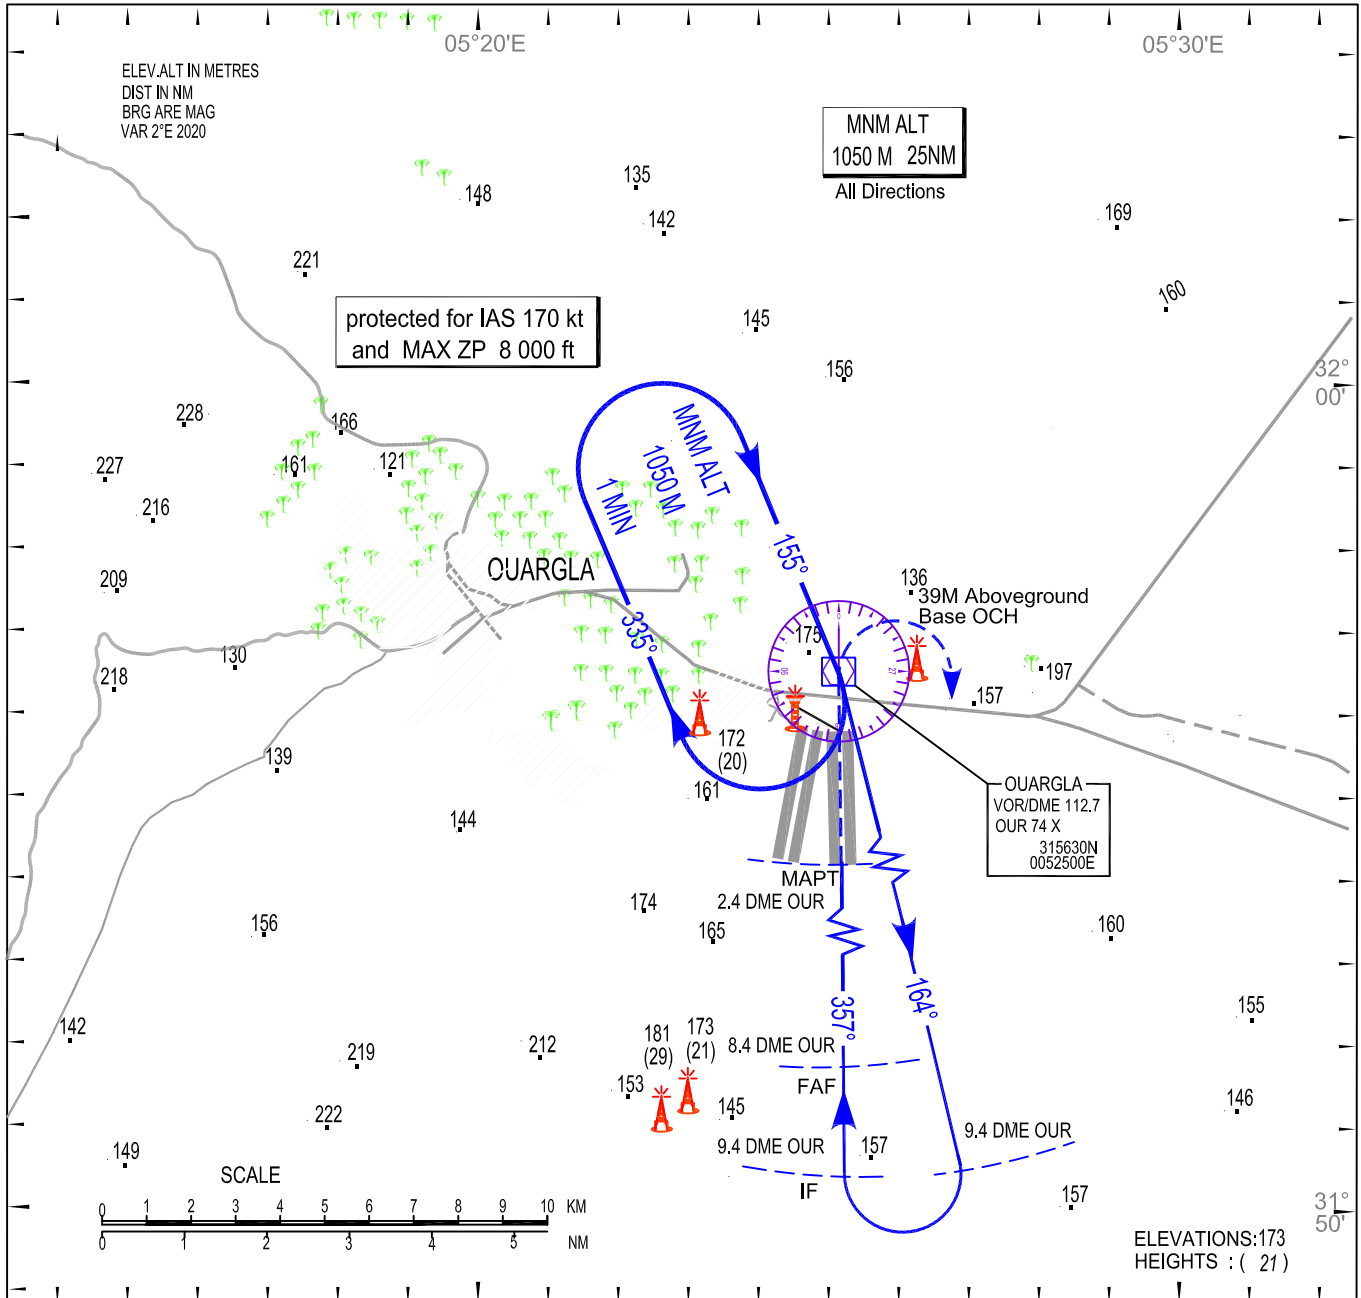 05°20'E
05°30'E
ELEV.ALT IN METRES
DIST IN NM
BRG ARE MAG
VAR 2°E 2020
MNM ALT
1050 M 25NM
All Directions
148
135
142
169
221
160
protected for IAS 170 kt
and MAX ZP 8 000 ft
145
156
32°
00'
228
166
227
161
121
216
MNM ALT
1050 M
1 MIN
155°
OUARGLA
209
136
39M Aboveground
Base OCH
335°
175
0
90
27
130
218
197
157
172
(20)
139
161
144
OUARGLA
VOR/DME 112.7
OUR 74 X
315630N
0052500E
MAPT
2.4 DME OUR
174
165
156
160
164°
357°
142
155
181
(29)
173
(21)
212
219
8.4 DME OUR
FAF
153
145
146
222
9.4 DME OUR
9.4 DME OUR
157
149
IF
157
SCALE
0 1 2 3 4 5 6 7 8 9 10 KM
0 1 2 3 4 5 NM
31°
50'
ELEVATIONS:173
HEIGHTS : ( 21 )